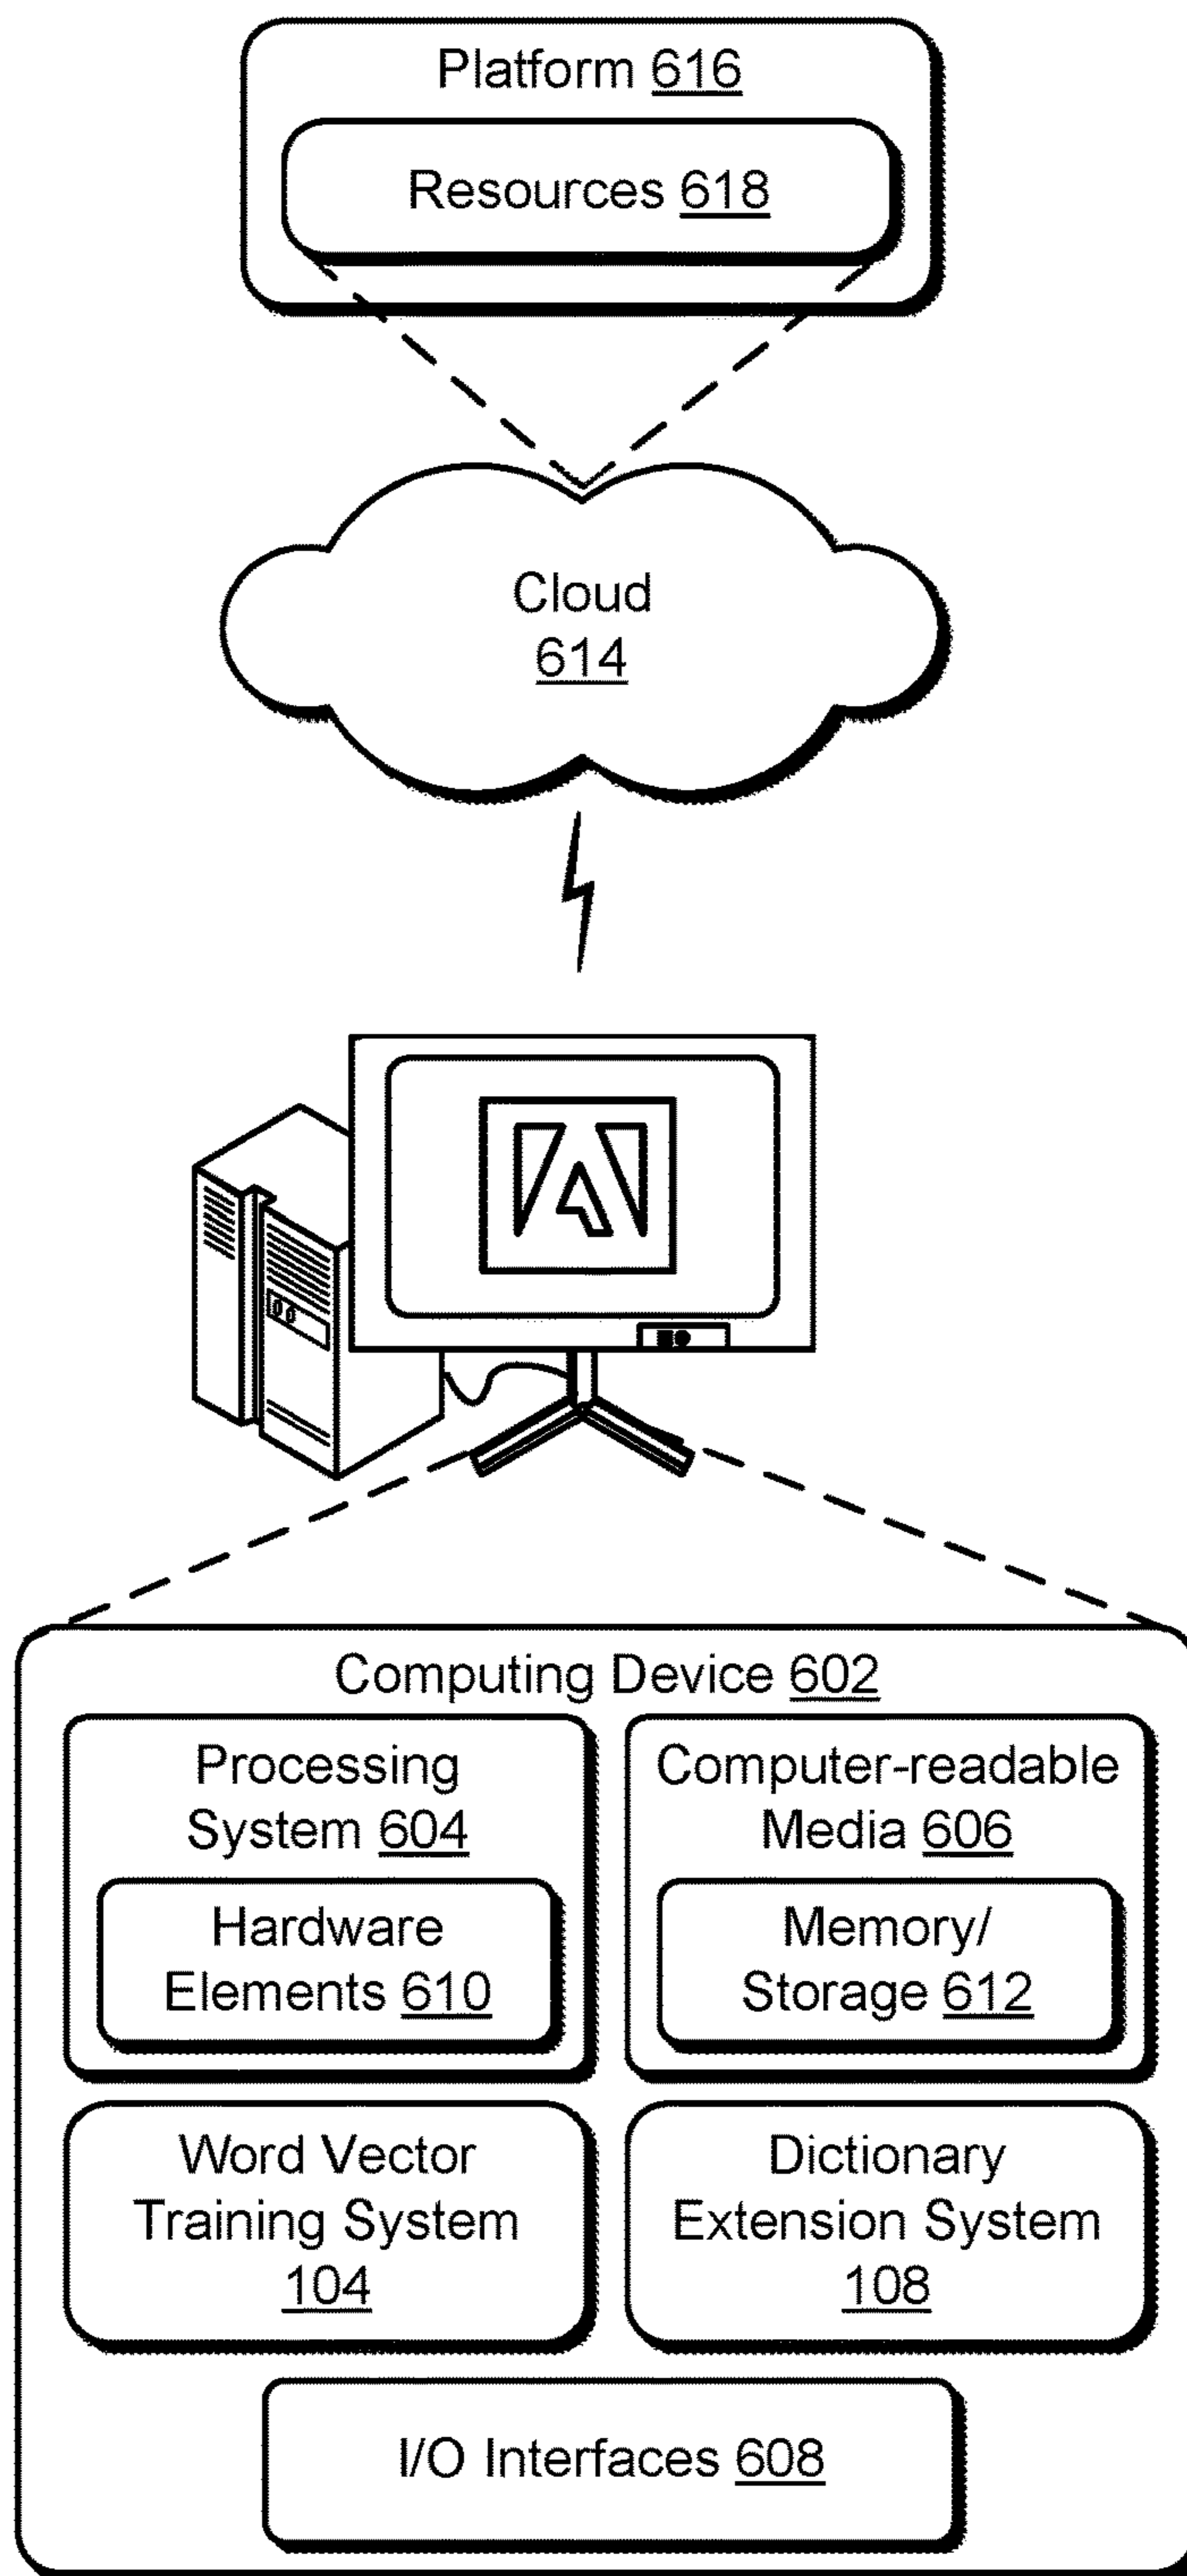 Platform 616
Resources 618
Cloud
614
Computing Device 602
Processing
System 604
Hardware
Elements 610
Computer-readable
Media 606
Memory/
Storage 612
Word Vector
Training System
104
Dictionary
Extension System
108
I/O Interfaces 608